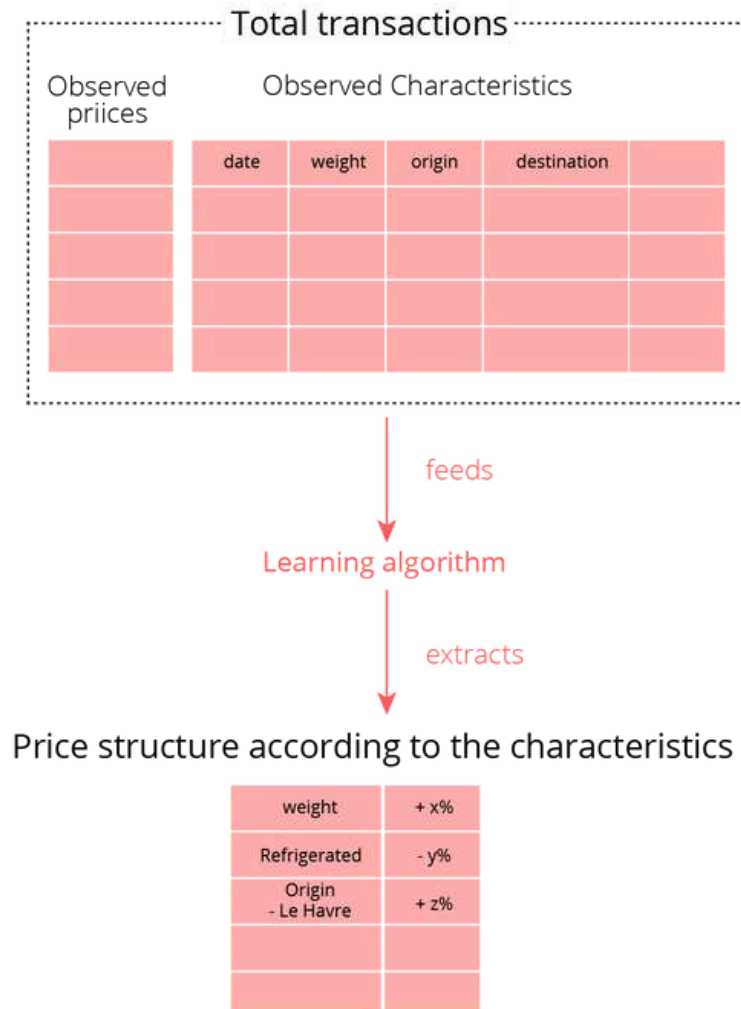 Total transactions
Observed
priices
Observed Characteristics
date weight origin destination
feeds
Learning algorithm
extracts
Price structure according to the characteristics
weight + x%
Refrigerated - y%
Origin
- Le Havre + z%